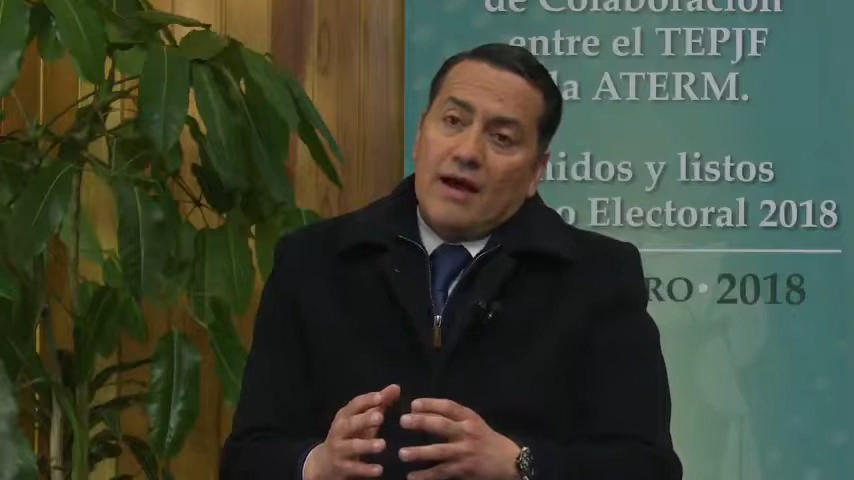 de Colaboración
entre el TEPJF
la ATERM.
nidos y listos
o Electoral 2018
RO · 2018